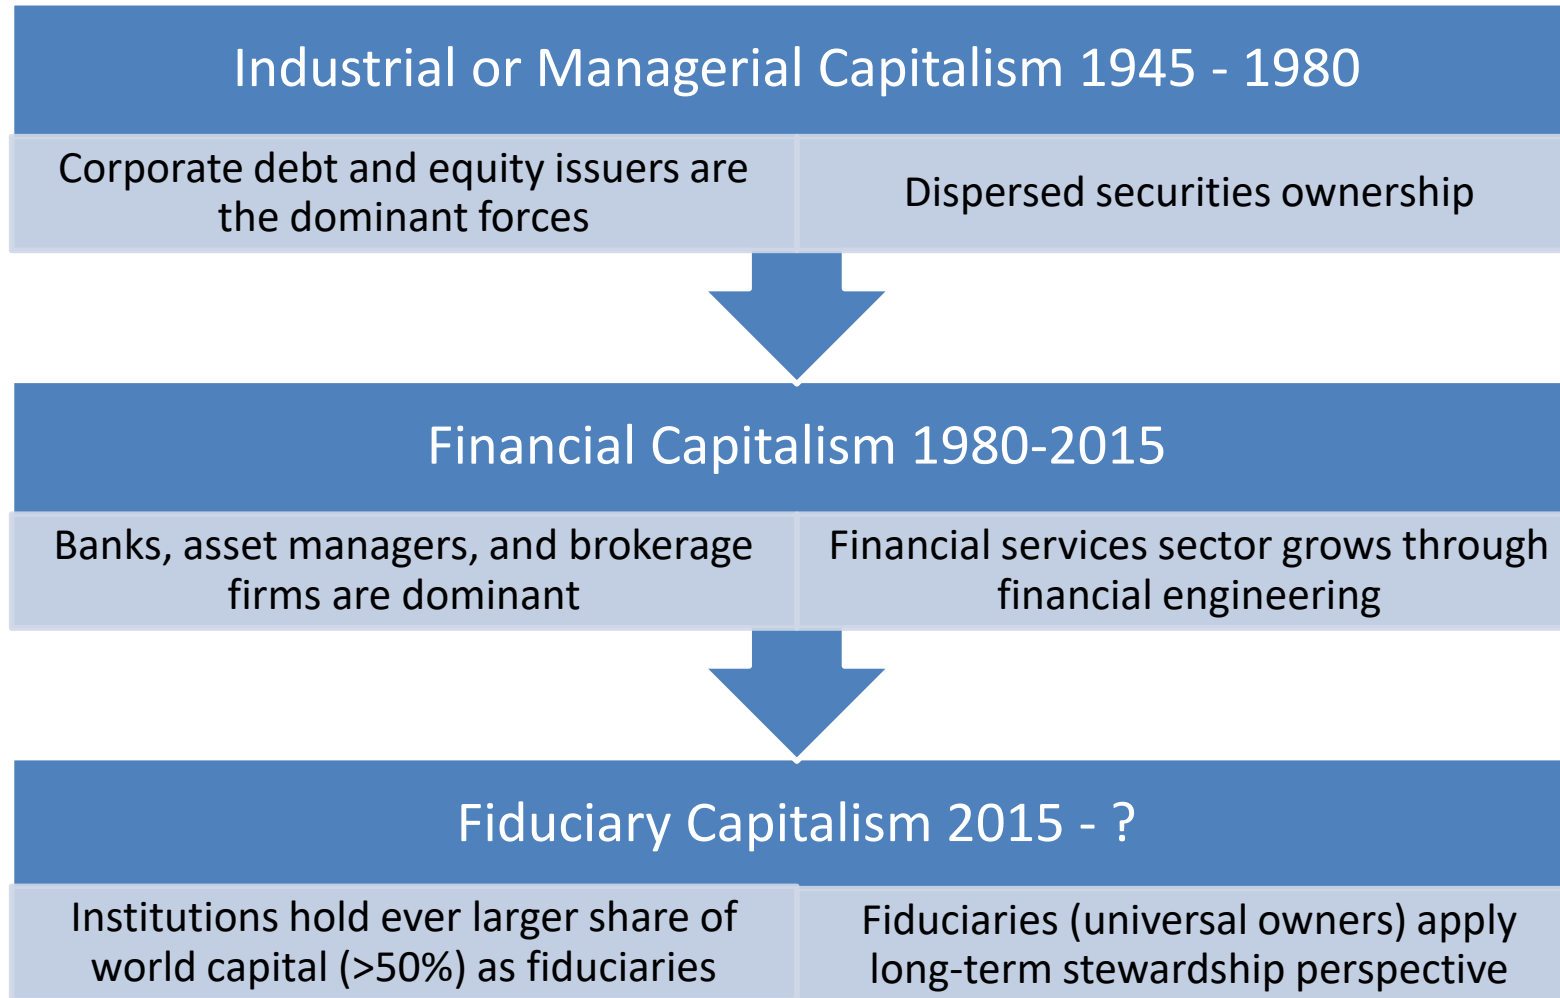 Industrial or Managerial Capitalism 1945 - 1980
Corporate debt and equity issuers are
the dominant forces
Dispersed securities ownership
Financial Capitalism 1980-2015
Banks, asset managers, and brokerage
firms are dominant
Financial services sector grows through
financial engineering
Fiduciary Capitalism 2015 - ?
Institutions hold ever larger share of
world capital (>50%) as fiduciaries
Fiduciaries (universal owners) apply
long-term stewardship perspective